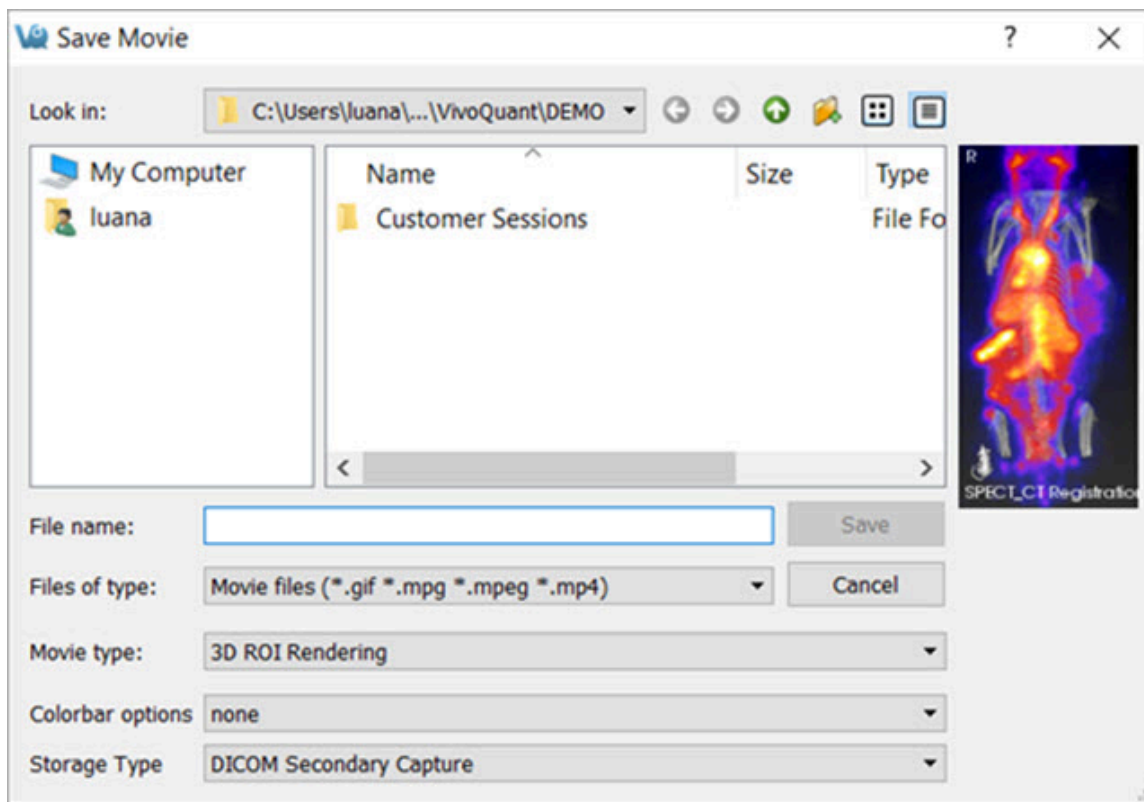 Save Movie
?
Look in:
C:\Users\luana\...\VivoQuant\DEMO
My Computer
luana
Name Size Type
Customer Sessions File Fo
R
SPECT_CT Registratio
File name:
Save
Files of type:
Movie files (*.gif *.mpg *.mpeg *.mp4)
Cancel
Movie type:
3D ROI Rendering
Colorbar options
none
Storage Type
DICOM Secondary Capture